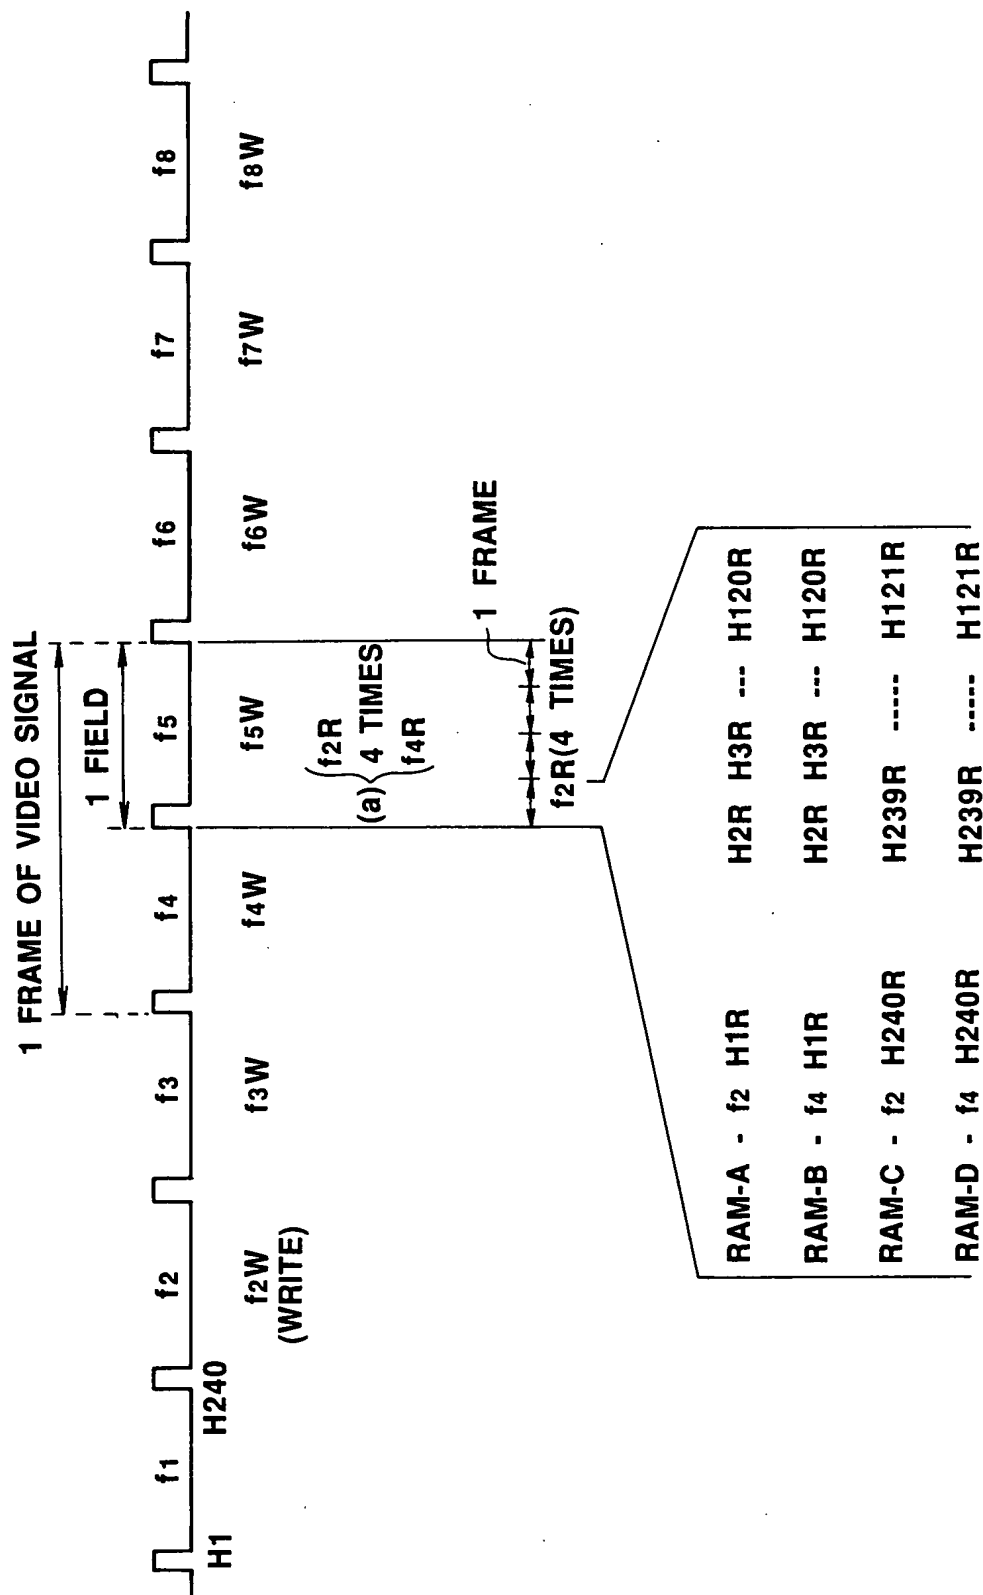 1 FRAME OF VIDEO SIGNAL
1 FIELD
f1 f2 f3 f4 f5 f6 f7 f8
H1 H240
f2W f3W f4W f5W f6W f7W f8W
(WRITE)
f2R
(a) 4 TIMES
f4R
1 FRAME
f2R(4 TIMES)
RAM-A - f2 H1R H2R H3R --- H120R
RAM-B - f4 H1R H2R H3R --- H120R
RAM-C - f2 H240R H239R ----- H121R
RAM-D - f4 H240R H239R ----- H121R